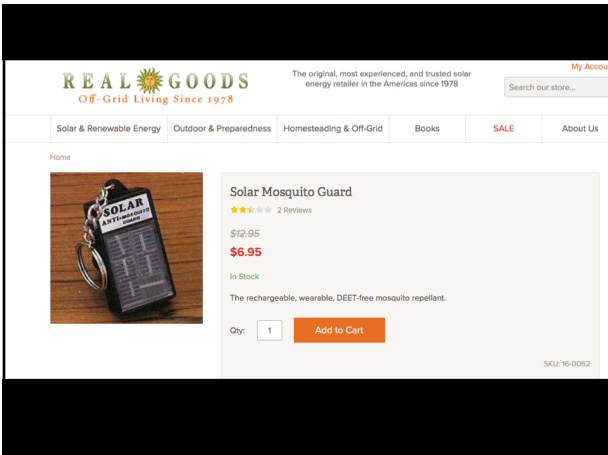 REAL GOODS
Off-Grid Living Since 1978
The original, most experienced, and trusted solar
energy retailer in the Americas since 1978
My Accou
Search our store...
Solar & Renewable Energy Outdoor & Preparedness Homesteading & Off-Grid Books SALE About Us
Home
SOLAR
ANTI-MOSQUITO
GUARD
Solar Mosquito Guard
2 Reviews
$12.95
$6.95
In Stock
The rechargeable, wearable, DEET-free mosquito repellant.
Qty: 1 Add to Cart
SKU: 16-0062